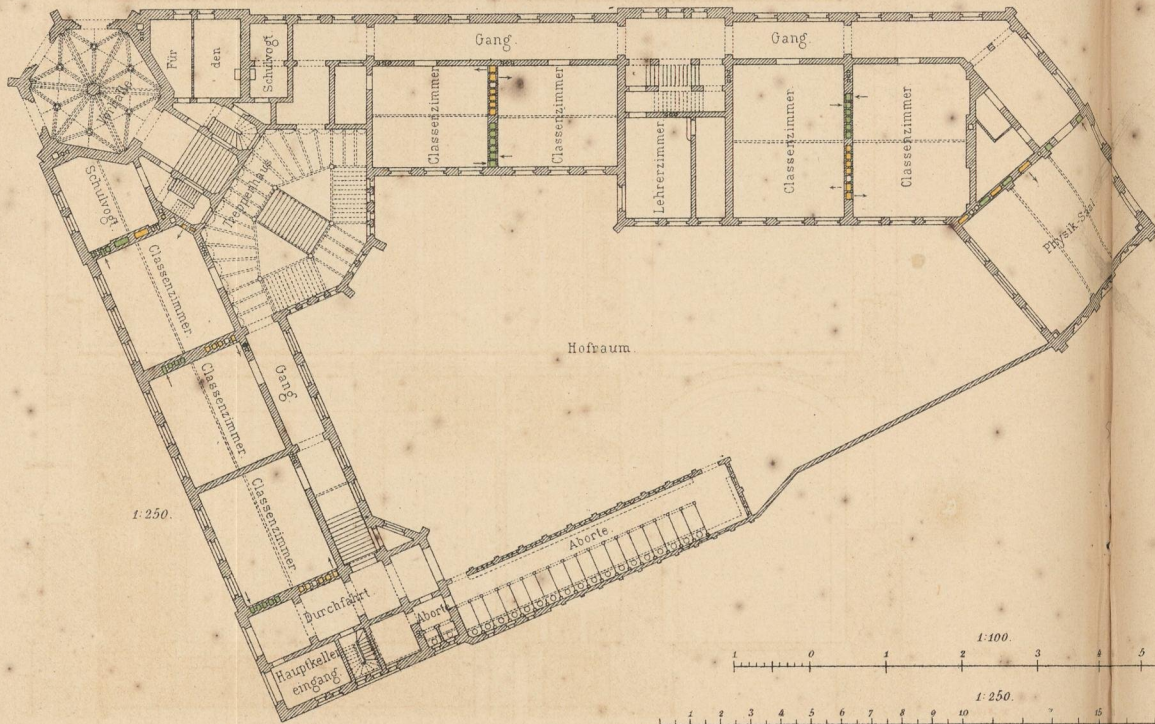 Für
den
Schulvogt
Gang.
Gang.
Classenzimmer
Classenzimmer
Lehrerzimmer
Classenzimmer
Classenzimmer
Physik-Saal
Schulvogt
Treppenhaus
Classenzimmer
Classenzimmer
Gang
Classenzimmer
Hofraum.
1:250.
Aborte.
Durchfahrt
Aborte
Hauptkeller
eingang.
1:100.
1 0 1 2 3 4 5
1:250.
1 2 3 4 5 6 7 8 9 10 15